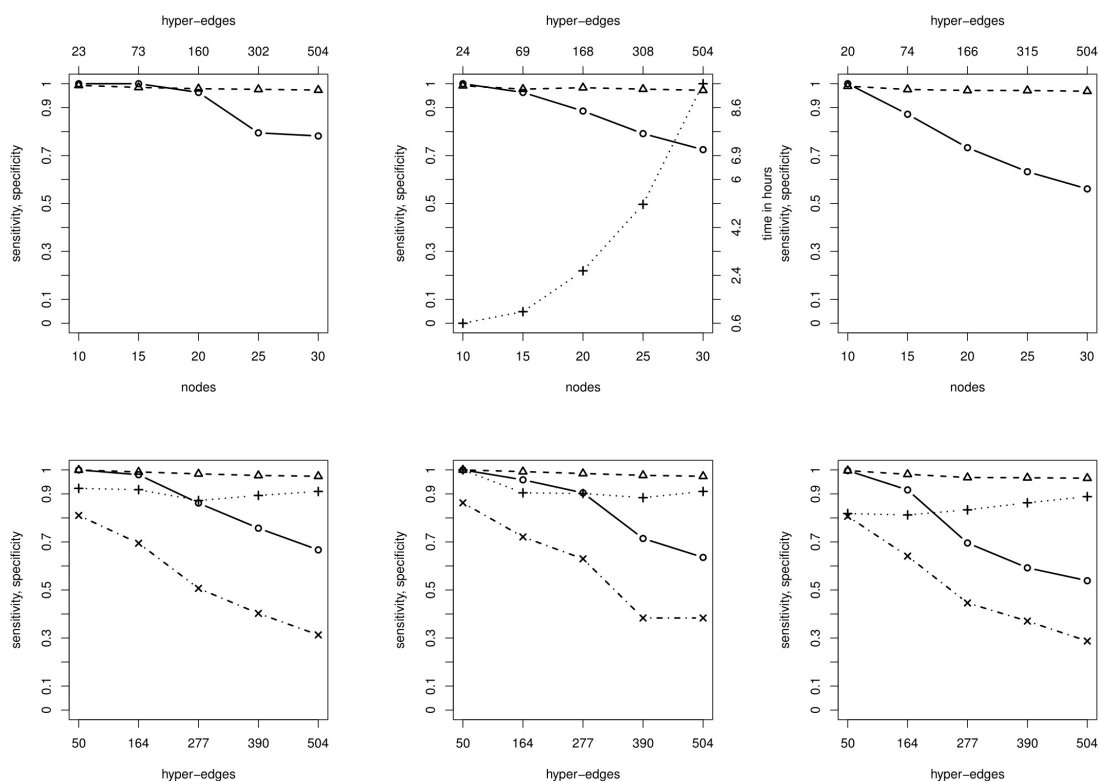 hyper−edges
23 73 160 302 504
sensitivity, specificity
1
0.9
0.7
0.5
0.3
0.1
0
10 15 20 25 30
nodes
hyper−edges
24 69 168 308 504
sensitivity, specificity
1
0.9
0.7
0.5
0.3
0.1
0
8.6
6.9
6
4.2
2.4
0.6
time in hours
10 15 20 25 30
nodes
hyper−edges
20 74 166 315 504
sensitivity, specificity
1
0.9
0.7
0.5
0.3
0.1
0
10 15 20 25 30
nodes
sensitivity, specificity
1
0.9
0.7
0.5
0.3
0.1
0
50 164 277 390 504
hyper−edges
sensitivity, specificity
1
0.9
0.7
0.5
0.3
0.1
0
50 164 277 390 504
hyper−edges
sensitivity, specificity
1
0.9
0.7
0.5
0.3
0.1
0
50 164 277 390 504
hyper−edges